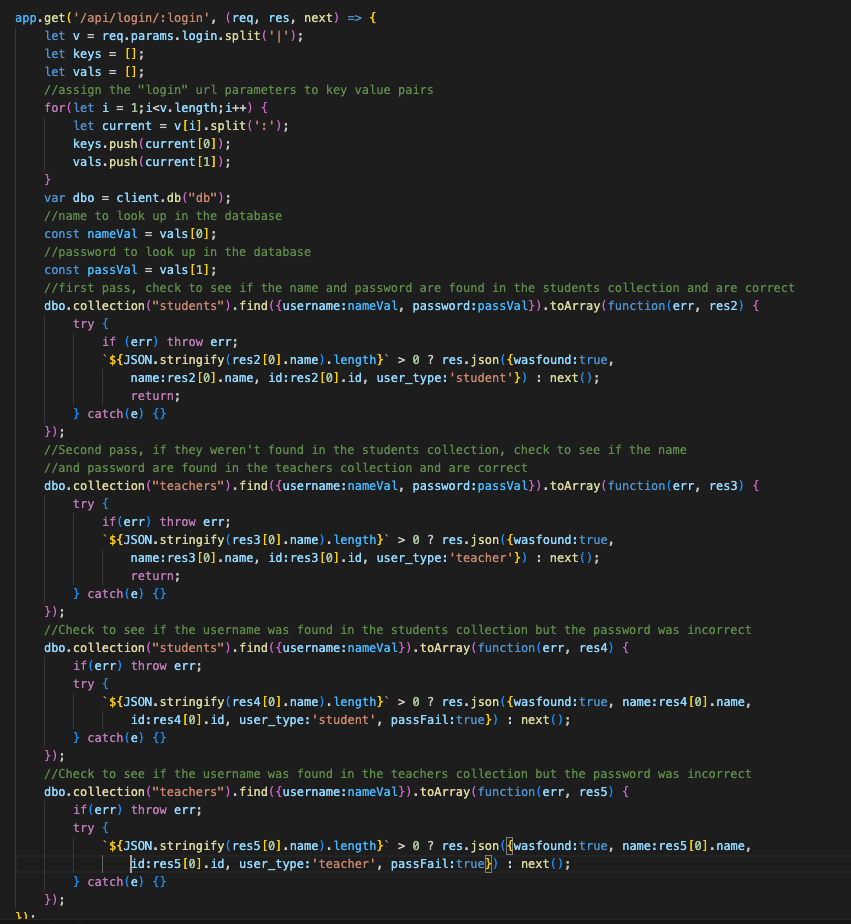 app.get('/api/login/:login', (req, res, next) => {
    let v = req.params.login.split('|');
    let keys = [];
    let vals = [];
    //assign the "login" url parameters to key value pairs
    for(let i = 1;i<v.length;i++) {
        let current = v[i].split(':');
        keys.push(current[0]);
        vals.push(current[1]);
    }
    var dbo = client.db("db");
    //name to look up in the database
    const nameVal = vals[0];
    //password to look up in the database
    const passVal = vals[1];
    //first pass, check to see if the name and password are found in the students collection and are correct
    dbo.collection("students").find({username:nameVal, password:passVal}).toArray(function(err, res2) {
        try {
            if (err) throw err;
            `${JSON.stringify(res2[0].name).length}` > 0 ? res.json({wasfound:true,
                name:res2[0].name, id:res2[0].id, user_type:'student'}) : next();
                return;
        } catch(e) {}
    });
    //Second pass, if they weren't found in the students collection, check to see if the name
    //and password are found in the teachers collection and are correct
    dbo.collection("teachers").find({username:nameVal, password:passVal}).toArray(function(err, res3) {
        try {
            if(err) throw err;
            `${JSON.stringify(res3[0].name).length}` > 0 ? res.json({wasfound:true,
                name:res3[0].name, id:res3[0].id, user_type:'teacher'}) : next();
                return;
        } catch(e) {}
    });
    //Check to see if the username was found in the students collection but the password was incorrect
    dbo.collection("students").find({username:nameVal}).toArray(function(err, res4) {
        if(err) throw err;
        try {
            `${JSON.stringify(res4[0].name).length}` > 0 ? res.json({wasfound:true, name:res4[0].name,
                id:res4[0].id, user_type:'student', passFail:true}) : next();
        } catch(e) {}
    });
    //Check to see if the username was found in the teachers collection but the password was incorrect
    dbo.collection("teachers").find({username:nameVal}).toArray(function(err, res5) {
        if(err) throw err;
        try {
            `${JSON.stringify(res5[0].name).length}` > 0 ? res.json({wasfound:true, name:res5[0].name,
                id:res5[0].id, user_type:'teacher', passFail:true}) : next();
        } catch(e) {}
    });
});